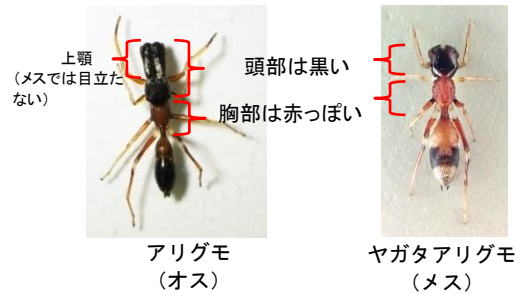 上顎
(メスでは目立た
ない)
頭部は黒い
胸部は赤っぽい
アリグモ
(オス)
ヤガタアリグモ
(メス)